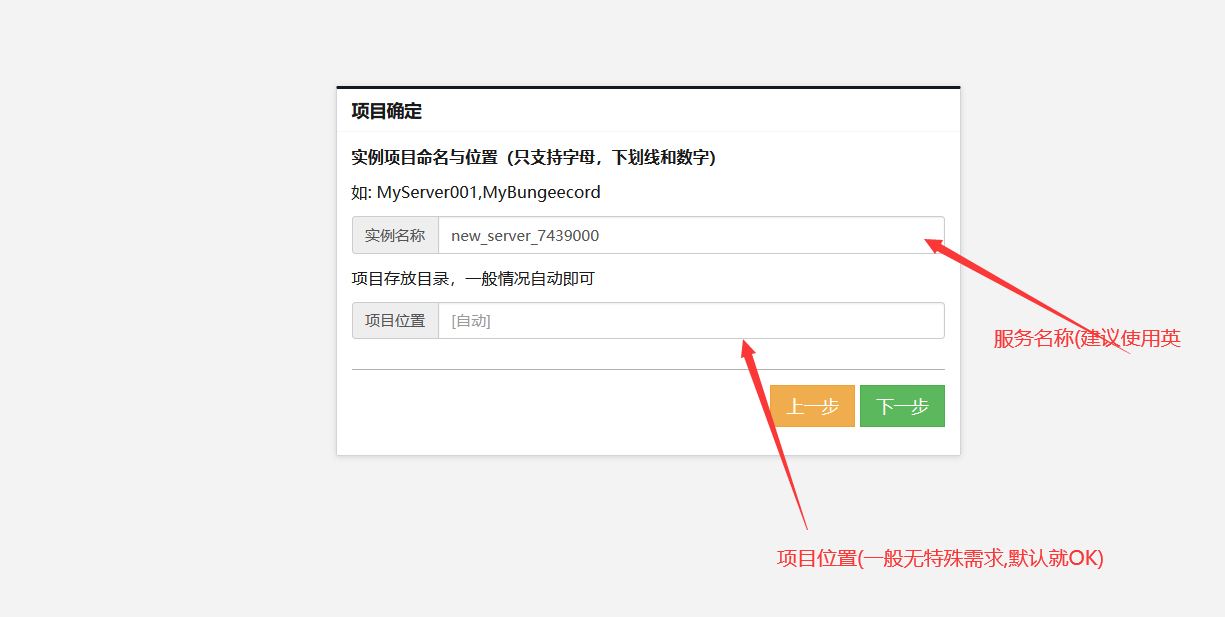 项目确定
实例项目命名与位置（只支持字母，下划线和数字）
如: MyServer001,MyBungeecord
实例名称 new_server_7439000
项目存放目录，一般情况自动即可
项目位置 [自动]
服务名称(建议使用英
上一步 下一步
项目位置(一般无特殊需求,默认就OK)